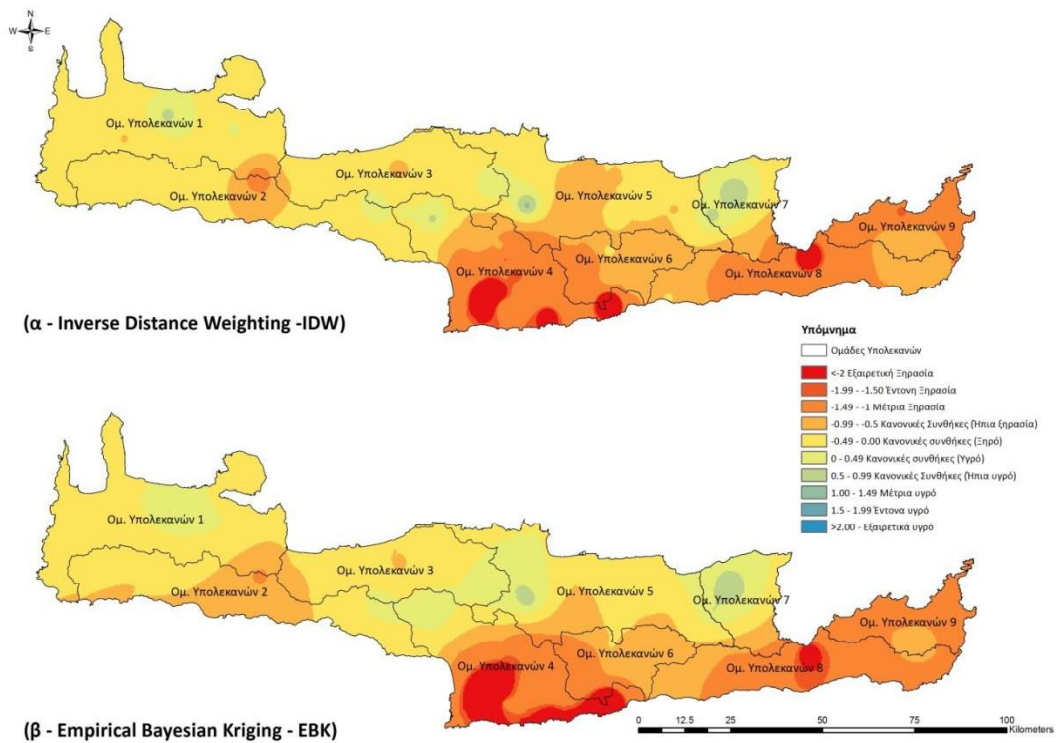 N
W E
S
Ομ. Υπολεκανών 1
Ομ. Υπολεκανών 2
Ομ. Υπολεκανών 3
Ομ. Υπολεκανών 4
Ομ. Υπολεκανών 5
Ομ. Υπολεκανών 6
Ομ. Υπολεκανών 7
Ομ. Υπολεκανών 8
Ομ. Υπολεκανών 9
(α - Inverse Distance Weighting -IDW)
Υπόμνημα
Ομάδες Υπολεκανών
<-2 Εξαιρετική Ξηρασία
-1.99 - -1.50 Έντονη Ξηρασία
-1.49 - -1 Μέτρια Ξηρασία
-0.99 - -0.5 Κανονικές Συνθήκες (Ήπια ξηρασία)
-0.49 - 0.00 Κανονικές συνθήκες (Ξηρό)
0 - 0.49 Κανονικές συνθήκες (Υγρό)
0.5 - 0.99 Κανονικές Συνθήκες (Ήπια υγρό)
1.00 - 1.49 Μέτρια υγρό
1.5 - 1.99 Έντονα υγρό
>2.00 - Εξαιρετικά υγρό
Ομ. Υπολεκανών 1
Ομ. Υπολεκανών 2
Ομ. Υπολεκανών 3
Ομ. Υπολεκανών 4
Ομ. Υπολεκανών 5
Ομ. Υπολεκανών 6
Ομ. Υπολεκανών 7
Ομ. Υπολεκανών 8
Ομ. Υπολεκανών 9
(β - Empirical Bayesian Kriging - EBK)
0 12.5 25 50 75 100
Kilometers